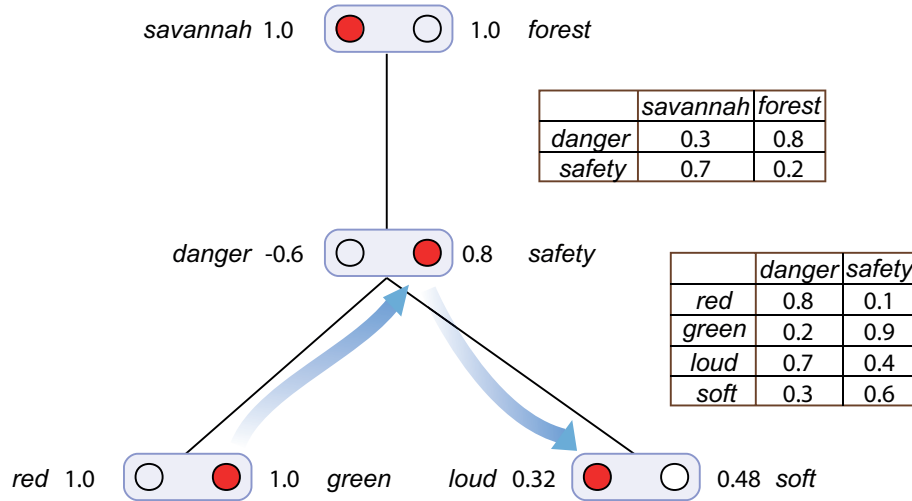 savannah 1.0 1.0 forest
savannah forest
danger 0.3 0.8
safety 0.7 0.2
danger -0.6 0.8 safety
danger safety
red 0.8 0.1
green 0.2 0.9
loud 0.7 0.4
soft 0.3 0.6
red 1.0 1.0 green loud 0.32 0.48 soft